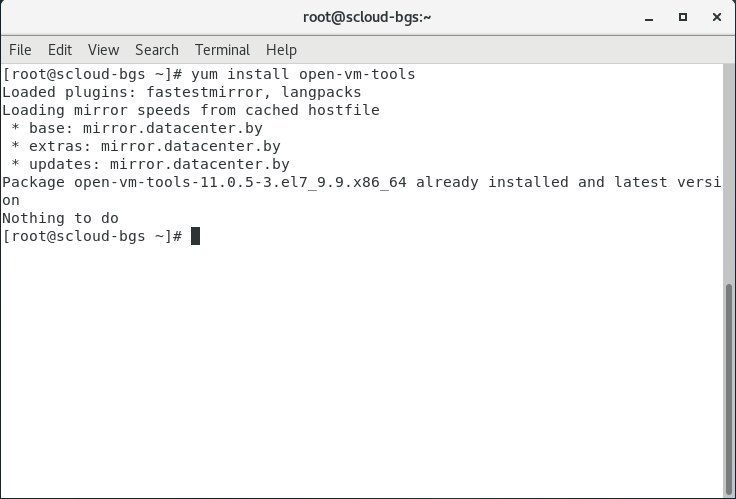 root@scloud-bgs:~
File Edit View Search Terminal Help
[root@scloud-bgs ~]# yum install open-vm-tools
Loaded plugins: fastestmirror, langpacks
Loading mirror speeds from cached hostfile
 * base: mirror.datacenter.by
 * extras: mirror.datacenter.by
 * updates: mirror.datacenter.by
Package open-vm-tools-11.0.5-3.el7_9.9.x86_64 already installed and latest versi
on
Nothing to do
[root@scloud-bgs ~]#